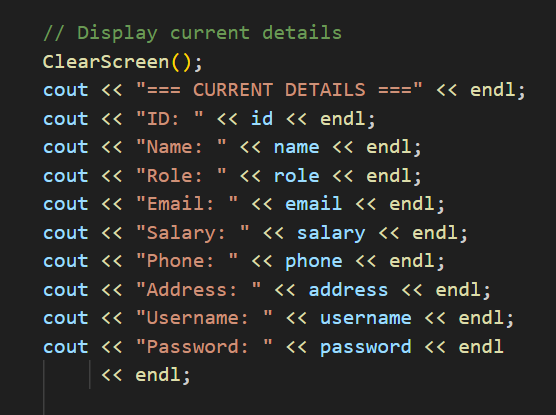 // Display current details
ClearScreen();
cout << "=== CURRENT DETAILS ===" << endl;
cout << "ID: " << id << endl;
cout << "Name: " << name << endl;
cout << "Role: " << role << endl;
cout << "Email: " << email << endl;
cout << "Salary: " << salary << endl;
cout << "Phone: " << phone << endl;
cout << "Address: " << address << endl;
cout << "Username: " << username << endl;
cout << "Password: " << password << endl
     << endl;